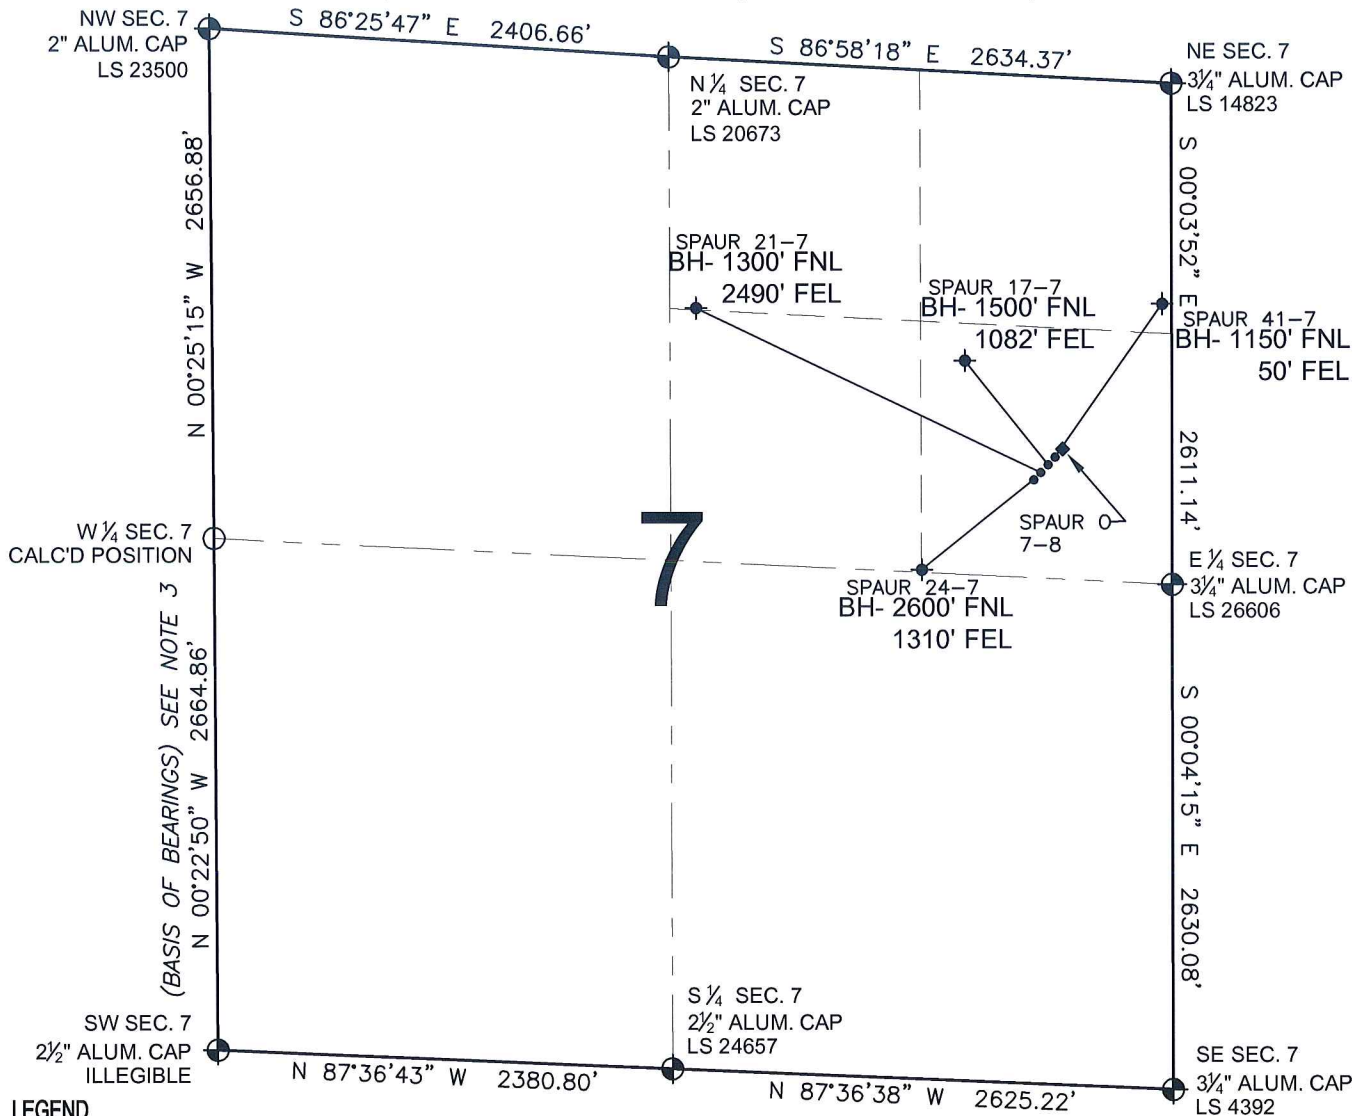 NW SEC. 7
2" ALUM. CAP
LS 23500
S 86°25'47" E 2406.66'
S 86°58'18" E 2634.37'
NE SEC. 7
3¼" ALUM. CAP
LS 14823
N ¼ SEC. 7
2" ALUM. CAP
LS 20673
N 00°25'15" W 2656.88'
S 00°03'52" E 2611.14'
SPAUR 21-7
BH- 1300' FNL
2490' FEL
SPAUR 17-7
BH- 1500' FNL
1082' FEL
SPAUR 41-7
BH- 1150' FNL
50' FEL
7
SPAUR O
7-8
W ¼ SEC. 7
CALC'D POSITION
E ¼ SEC. 7
3¼" ALUM. CAP
LS 26606
SPAUR 24-7
BH- 2600' FNL
1310' FEL
(BASIS OF BEARINGS) SEE NOTE 3
N 00°22'50" W 2664.86'
S 00°04'15" E 2630.08'
S ¼ SEC. 7
2½" ALUM. CAP
LS 24657
SW SEC. 7
2½" ALUM. CAP
ILLEGIBLE
N 87°36'43" W 2380.80'
N 87°36'38" W 2625.22'
SE SEC. 7
3¼" ALUM. CAP
LS 4392
LEGEND